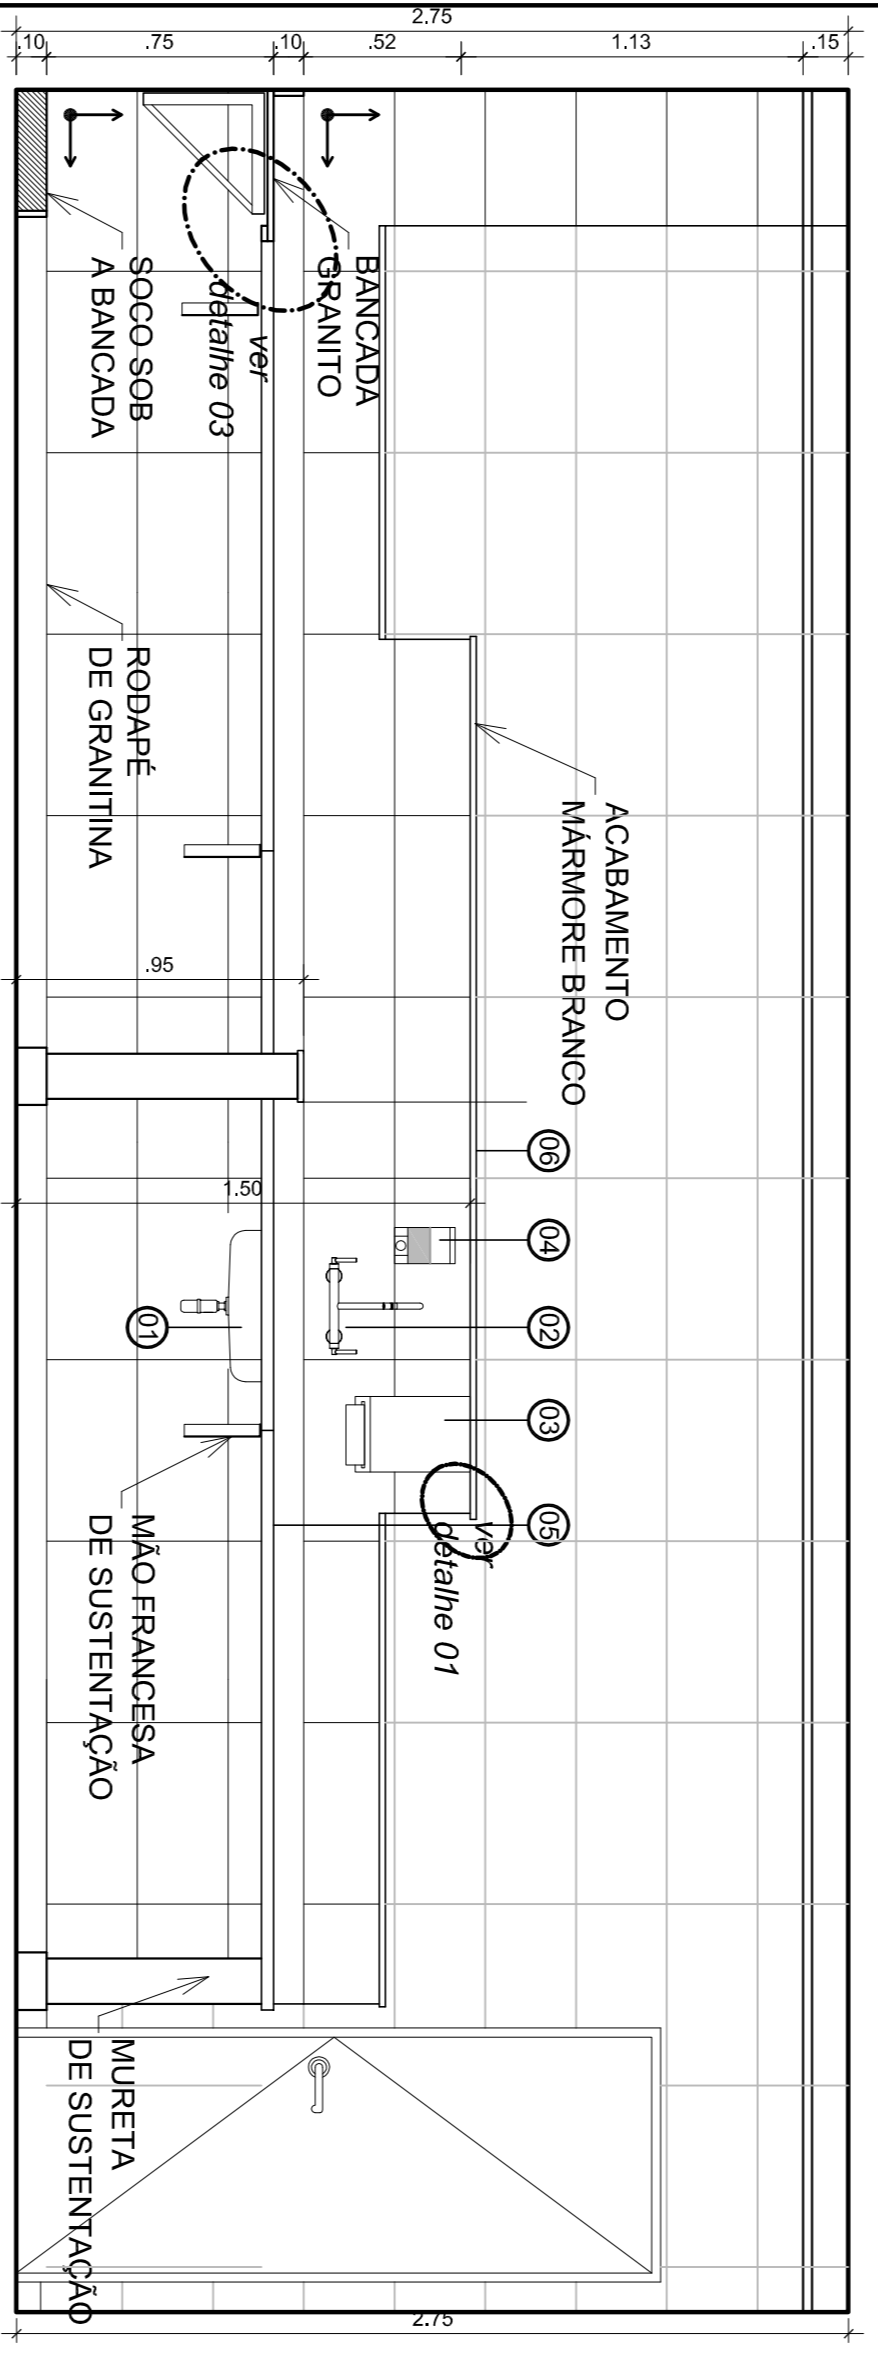 2.75
.10
.75
.10
.52
1.13
.15
ACABAMENTO
MÁRMORE BRANCO
06
04
02
03
05
ver
detalhe 01
BANCADA
GRANITO
ver
detalhe 03
SOCO SOB
A BANCADA
RODAPÉ
DE GRANITINA
.95
1.50
01
MÃO FRANCESA
DE SUSTENTAÇÃO
MURETA
DE SUSTENTAÇÃO
2.75